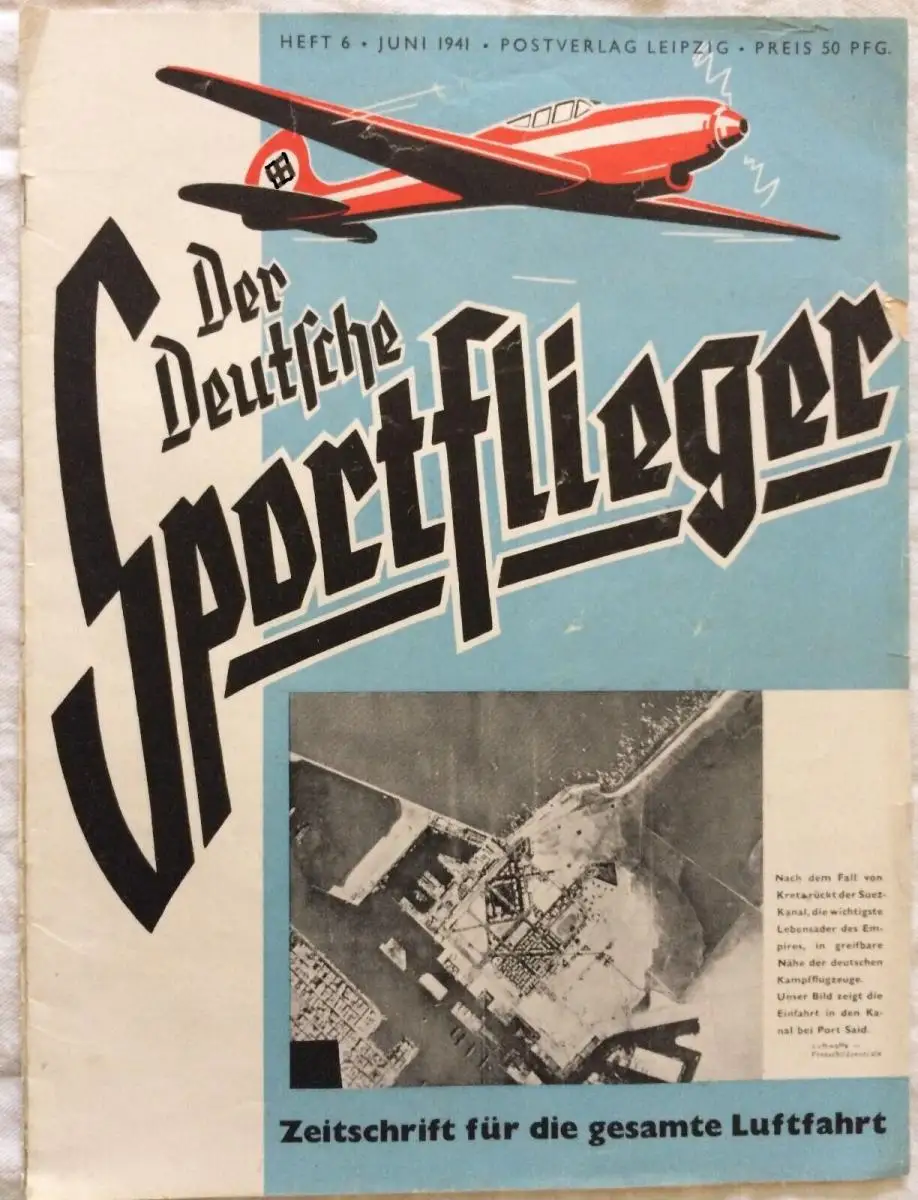 HEFT 6 • JUNI 1941 • POSTVERLAG LEIPZIG • PREIS 50 PFG.
Der
Deutsche
Sportflieger
Nach dem Fall von
Kreta rückt der Suez-
Kanal, die wichtigste
Lebensader des Em-
pires, in greifbare
Nähe der deutschen
Kampfflugzeuge.
Unser Bild zeigt die
Einfahrt in den Ka-
nal bei Port Said.
Luftwaffe —
Pressebildzentrale
Zeitschrift für die gesamte Luftfahrt